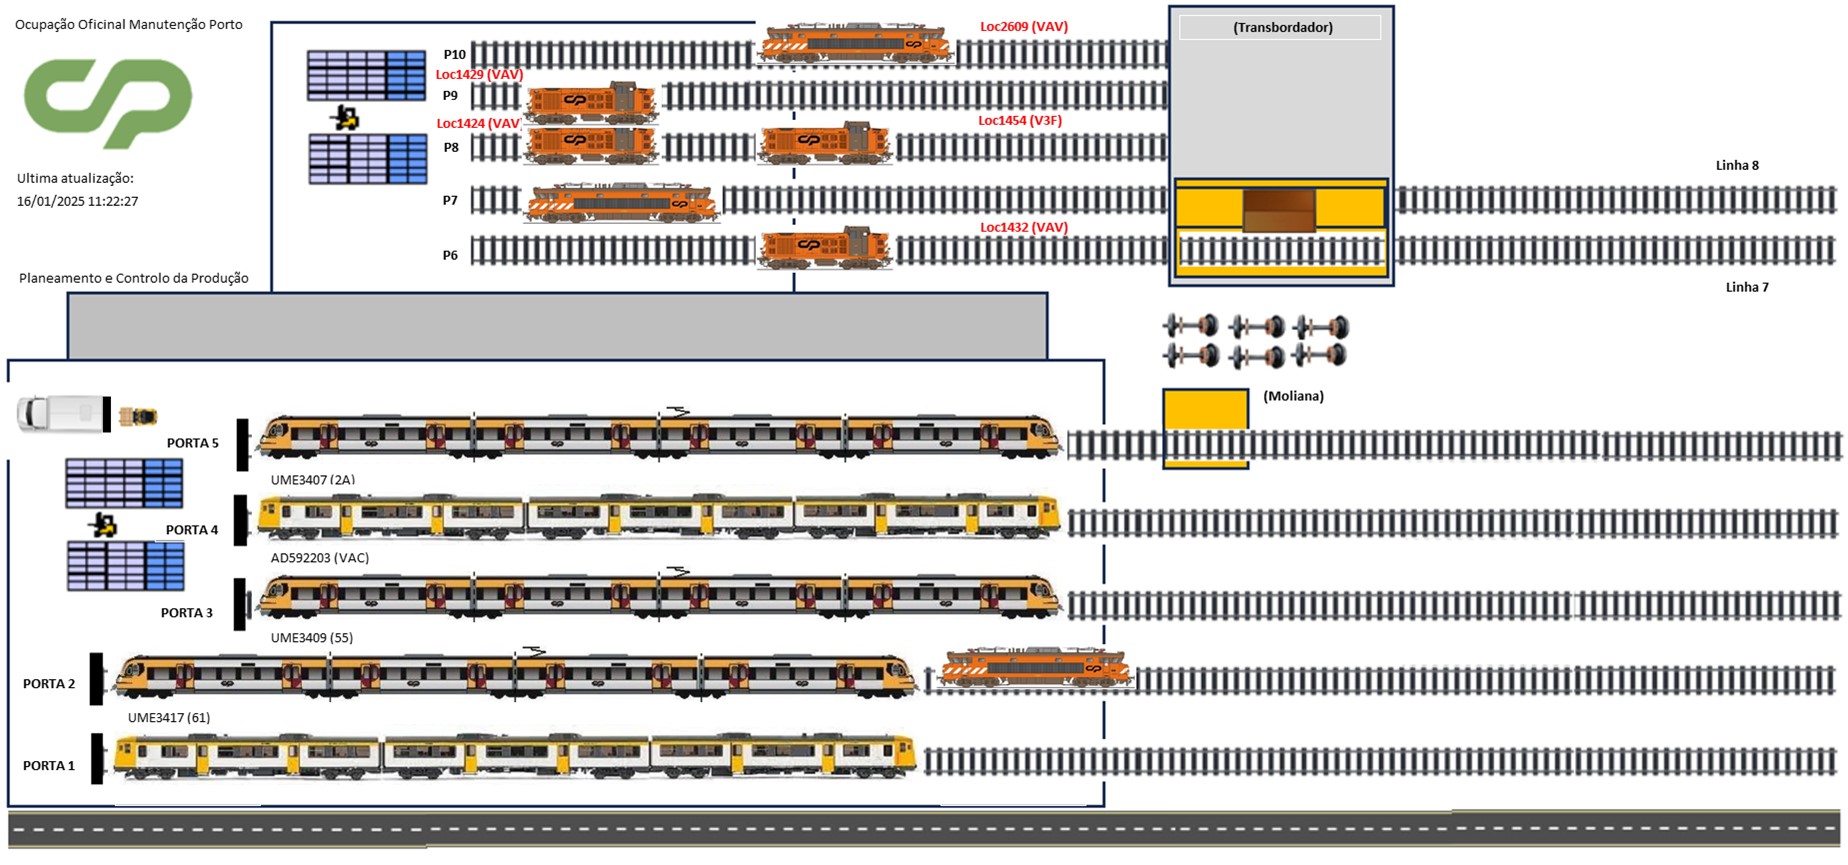 Ocupação Oficinal Manutenção Porto
CP
Ultima atualização:
16/01/2025 11:22:27
Planeamento e Controlo da Produção
P10
Loc2609 (VAV)
(Transbordador)
Loc1429 (VAV)
P9
Loc1424 (VAV)
Loc1454 (V3F)
P8
Linha 8
P7
Loc1432 (VAV)
P6
Linha 7
(Moliana)
PORTA 5
UME3407 (2A)
PORTA 4
AD592203 (VAC)
PORTA 3
UME3409 (55)
PORTA 2
UME3417 (61)
PORTA 1